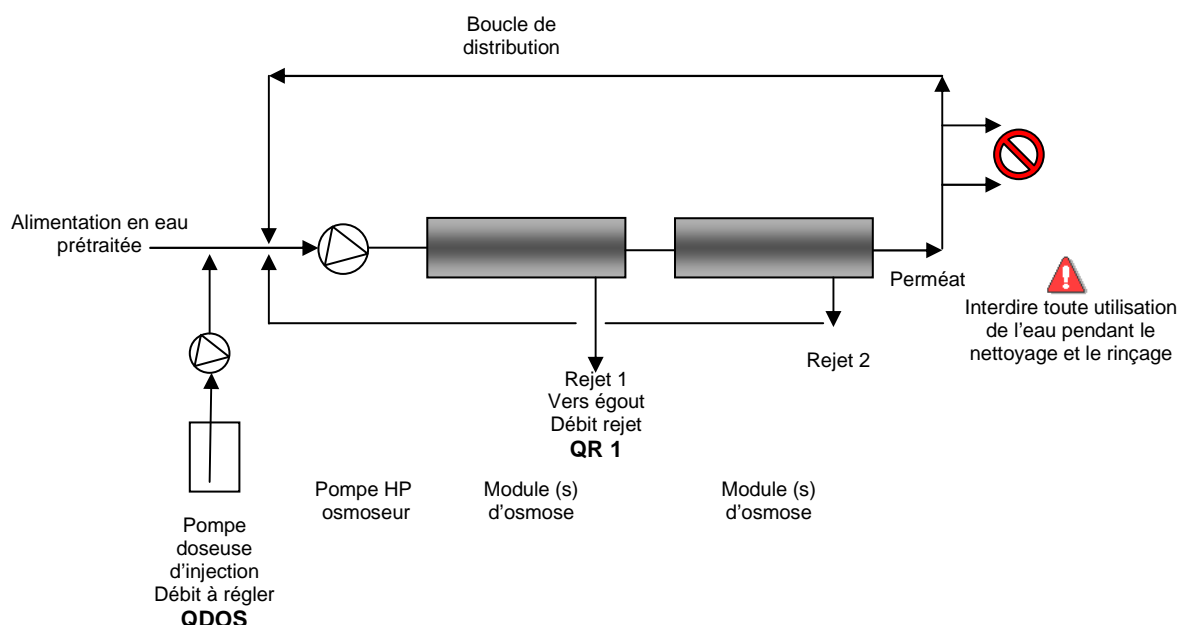 Boucle de
distribution
Alimentation en eau
prétraitée
Perméat
Interdire toute utilisation
de l'eau pendant le
nettoyage et le rinçage
Rejet 1
Vers égout
Débit rejet
QR 1
Rejet 2
Pompe HP
osmoseur
Module (s)
d'osmose
Module (s)
d'osmose
Pompe
doseuse
d'injection
Débit à régler
QDOS